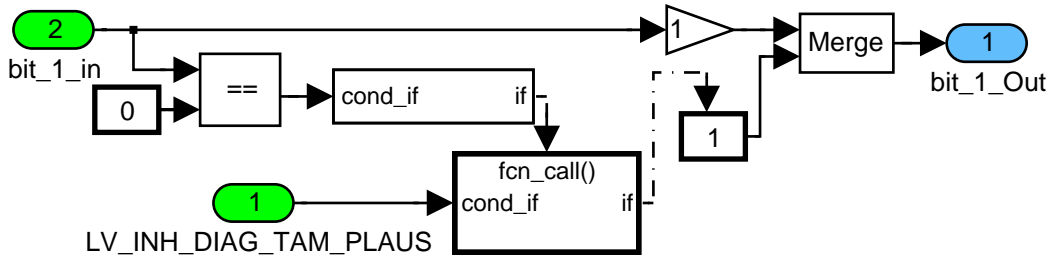 2
bit_1_in
0
==
cond_if if
1
LV_INH_DIAG_TAM_PLAUS
fcn_call()
cond_if if
1
1
Merge
1
bit_1_Out